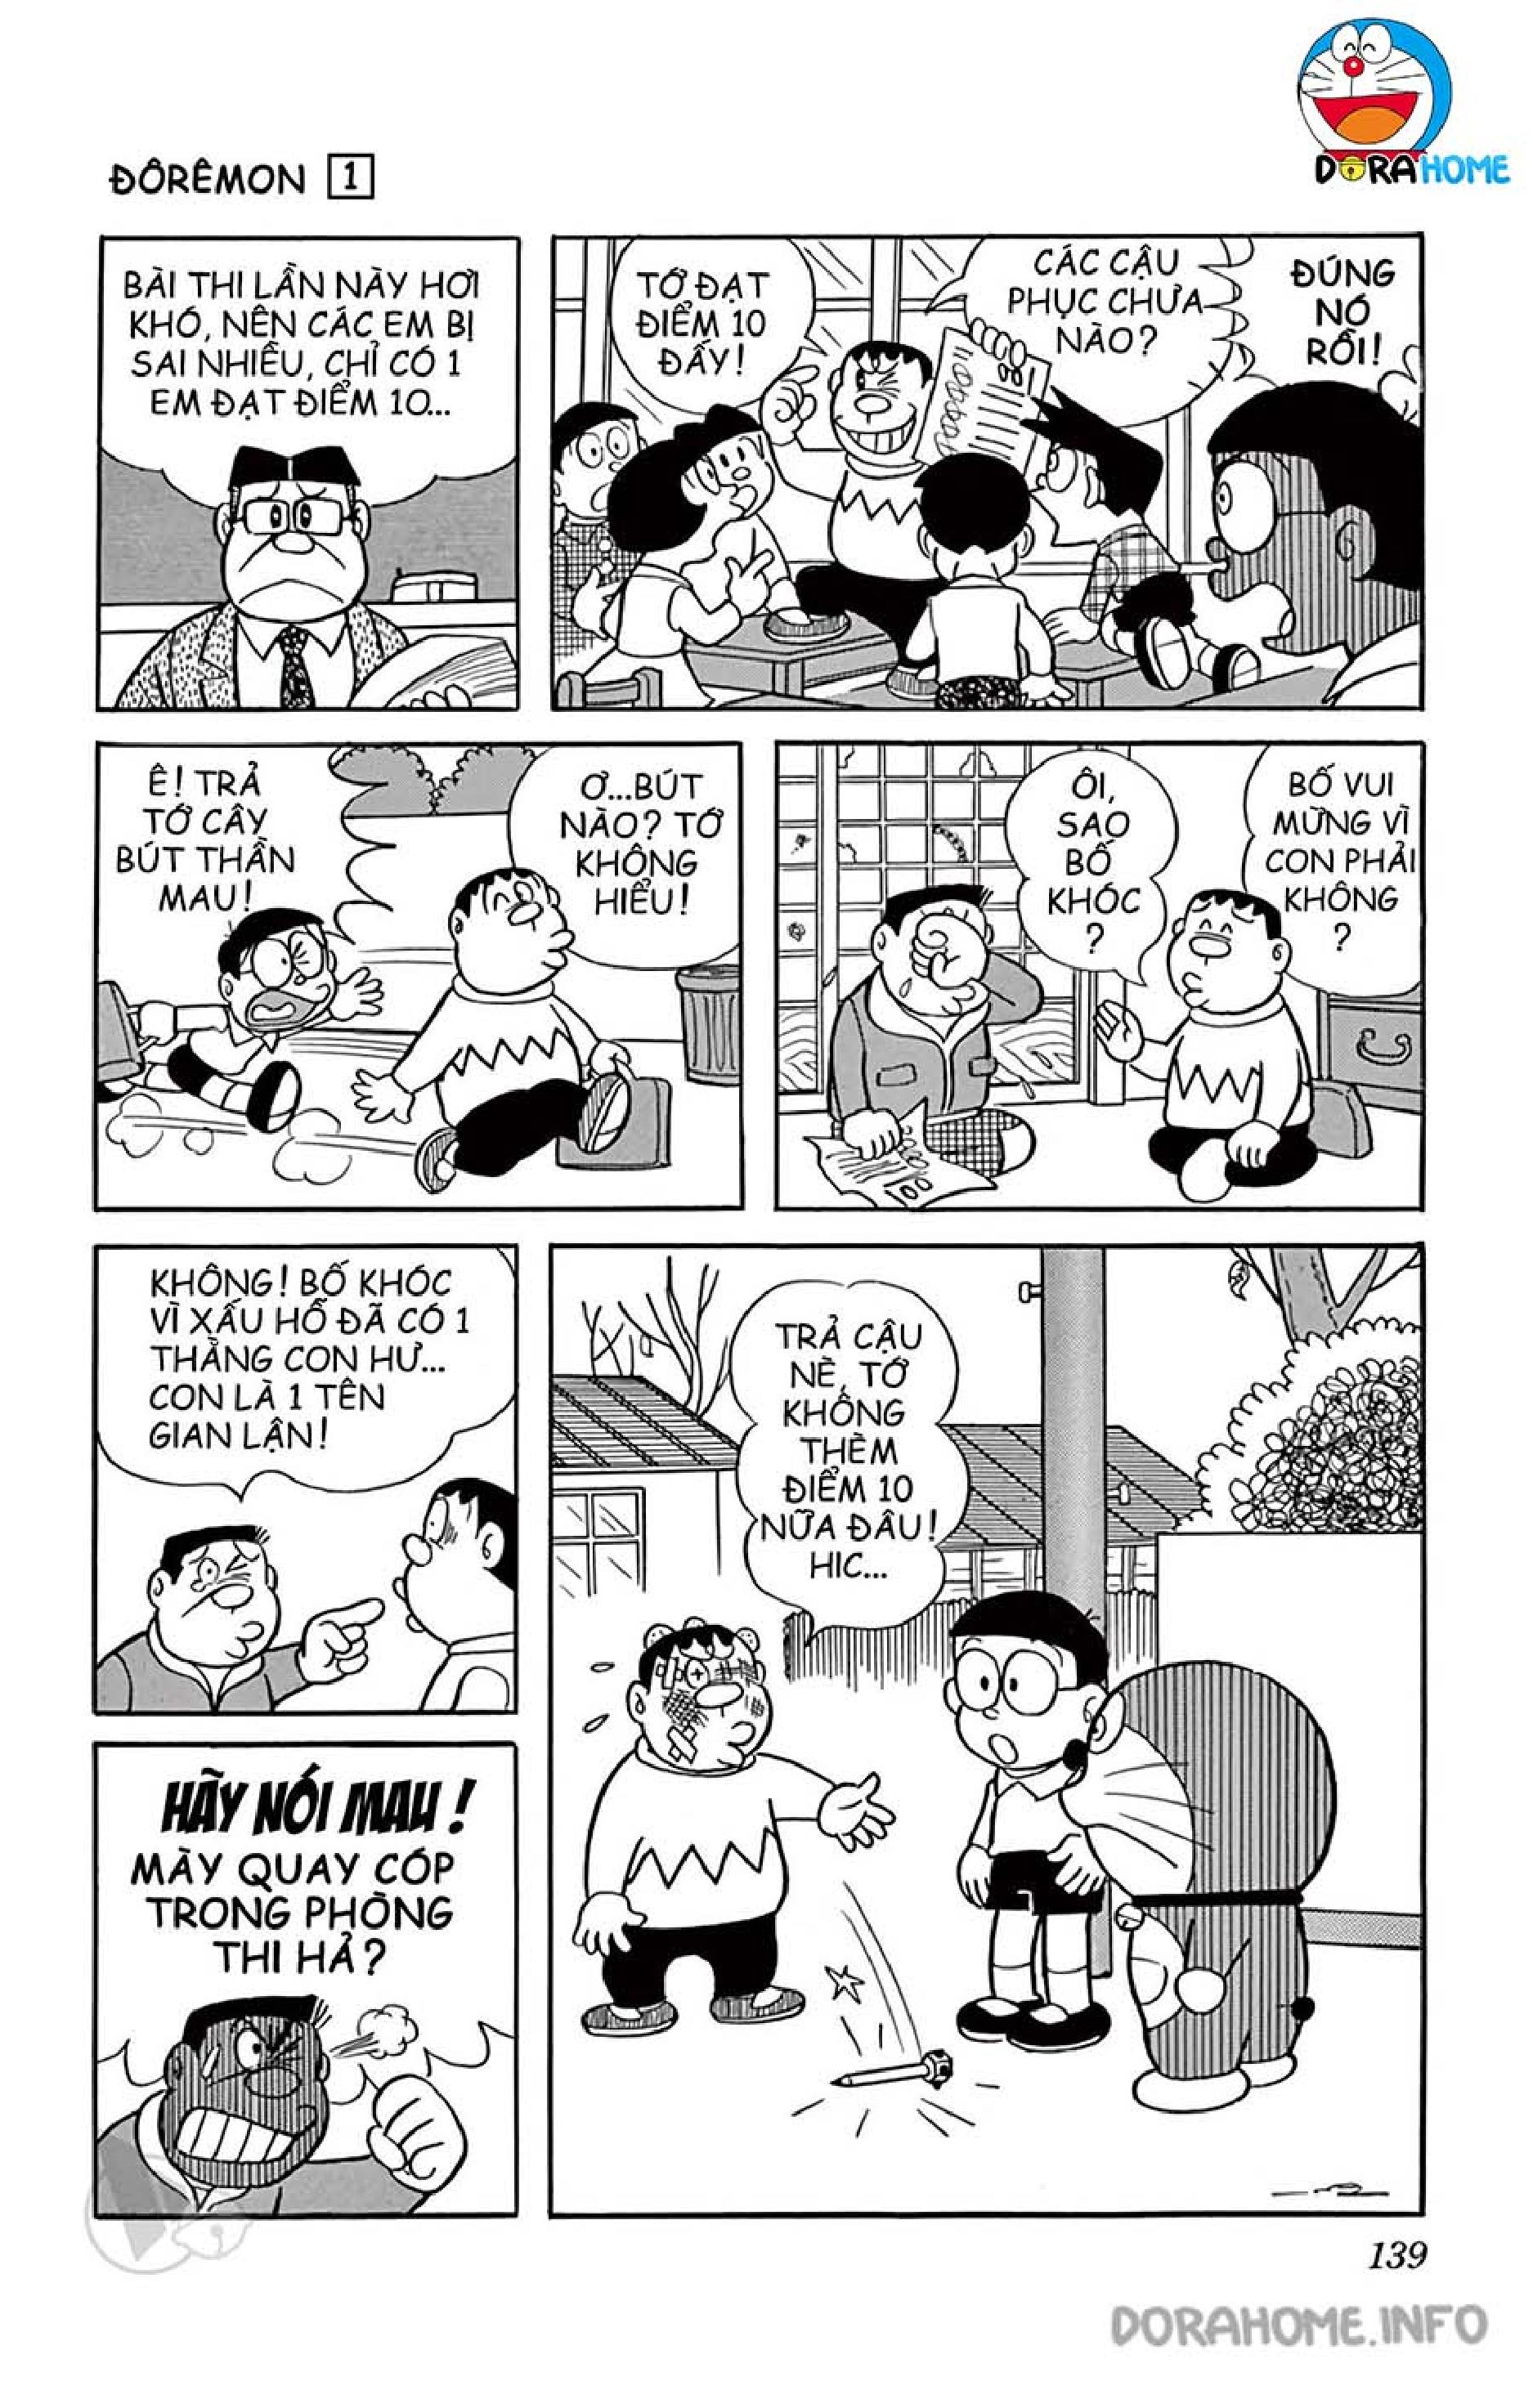 DORAHOME
ĐÔRÊMON 1
BÀI THI LẦN NÀY HƠI
KHÓ, NÊN CÁC EM BỊ
SAI NHIỀU, CHỈ CÓ 1
EM ĐẠT ĐIỂM 10...
TỚ ĐẠT
ĐIỂM 10
ĐẤY!
CÁC CẬU
PHỤC CHƯA
NÀO?
ĐÚNG
NÓ
RỒI!
Ê! TRẢ
TỚ CÂY
BÚT THẦN
MAU!
Ơ...BÚT
NÀO? TỚ
KHÔNG
HIỂU!
ÔI,
SAO
BỐ
KHÓC
?
BỐ VUI
MỪNG VÌ
CON PHẢI
KHÔNG
?
KHÔNG! BỐ KHÓC
VÌ XẤU HỔ ĐÃ CÓ 1
THẰNG CON HƯ...
CON LÀ 1 TÊN
GIAN LẬN!
HÃY NÓI MAU!
MÀY QUAY CÓP
TRONG PHÒNG
THI HẢ?
TRẢ CẬU
NÈ, TỚ
KHÔNG
THÈM
ĐIỂM 10
NỮA ĐÂU!
HIC...
139
DORAHOME.INFO